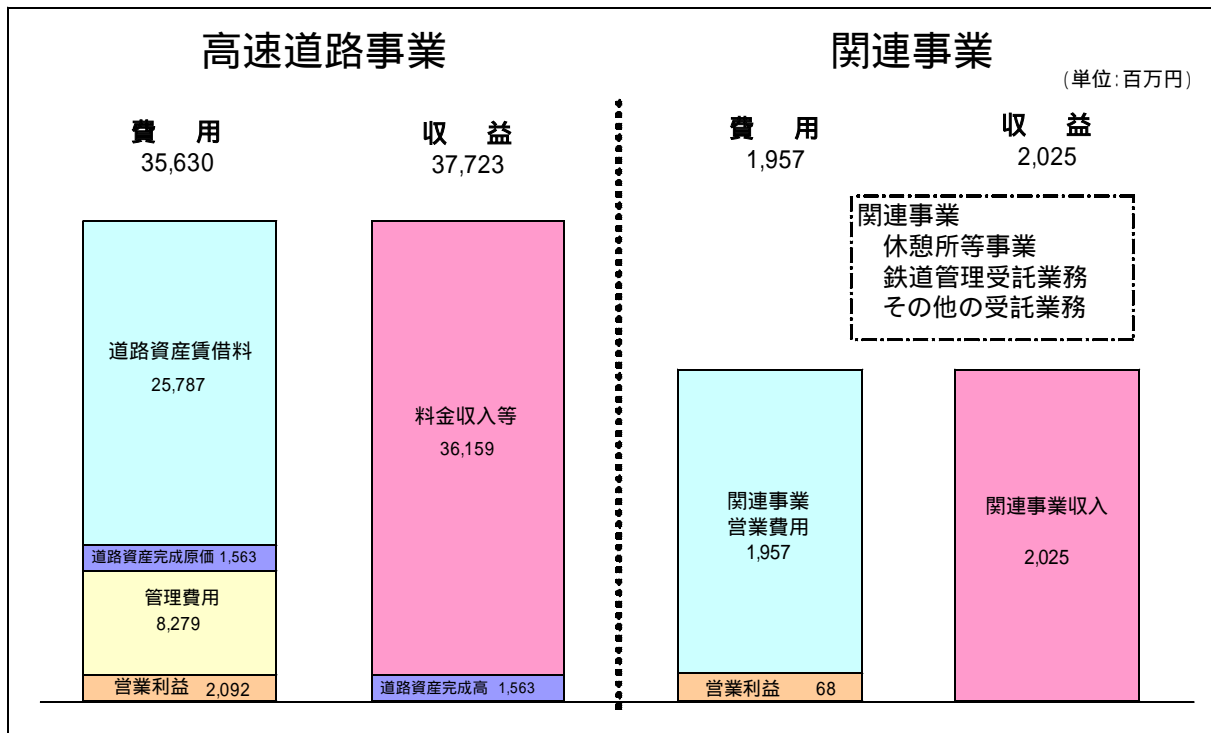 高速道路事業
関連事業
(単位:百万円)
費 用
35,630
収 益
37,723
費 用
1,957
収 益
2,025
関連事業
休憩所等事業
鉄道管理受託業務
その他の受託業務
道路資産賃借料
25,787
道路資産完成原価 1,563
管理費用
8,279
営業利益 2,092
料金収入等
36,159
道路資産完成高 1,563
関連事業
営業費用
1,957
営業利益 68
関連事業収入
2,025